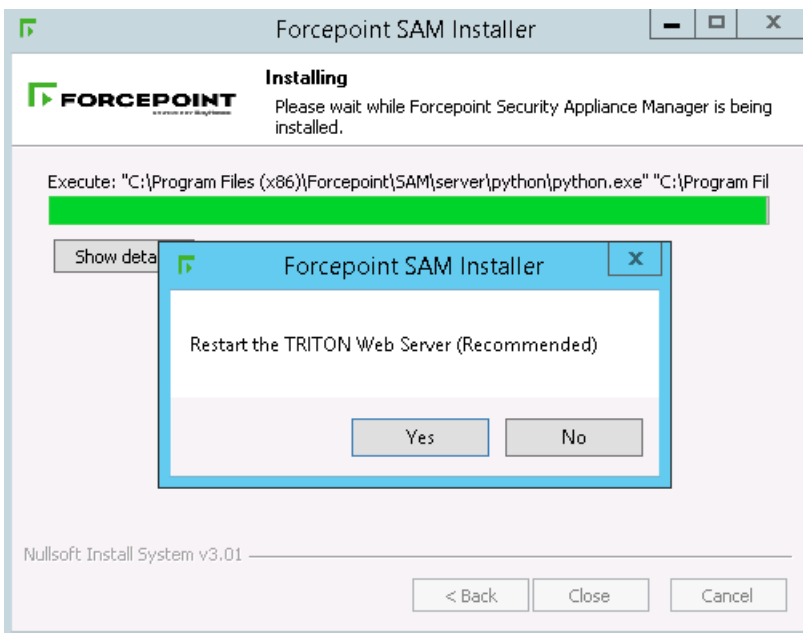 Forcepoint SAM Installer
FORCEPOINT
Installing
Please wait while Forcepoint Security Appliance Manager is being
installed.
Execute: "C:\Program Files (x86)\Forcepoint\SAM\server\python\python.exe" "C:\Program Fil
Show deta
Forcepoint SAM Installer
Restart the TRITON Web Server (Recommended)
Yes
No
Nullsoft Install System v3.01
< Back
Close
Cancel